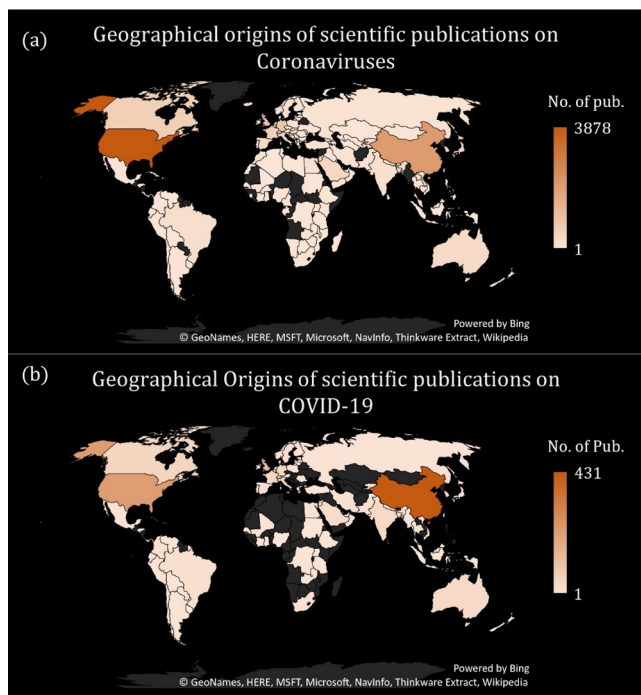 (a)
Geographical origins of scientific publications on
Coronaviruses
No. of pub.
3878
1
Powered by Bing
© GeoNames, HERE, MSFT, Microsoft, NavInfo, Thinkware Extract, Wikipedia
(b)
Geographical Origins of scientific publications on
COVID-19
No. of Pub.
431
1
Powered by Bing
© GeoNames, HERE, MSFT, Microsoft, NavInfo, Thinkware Extract, Wikipedia